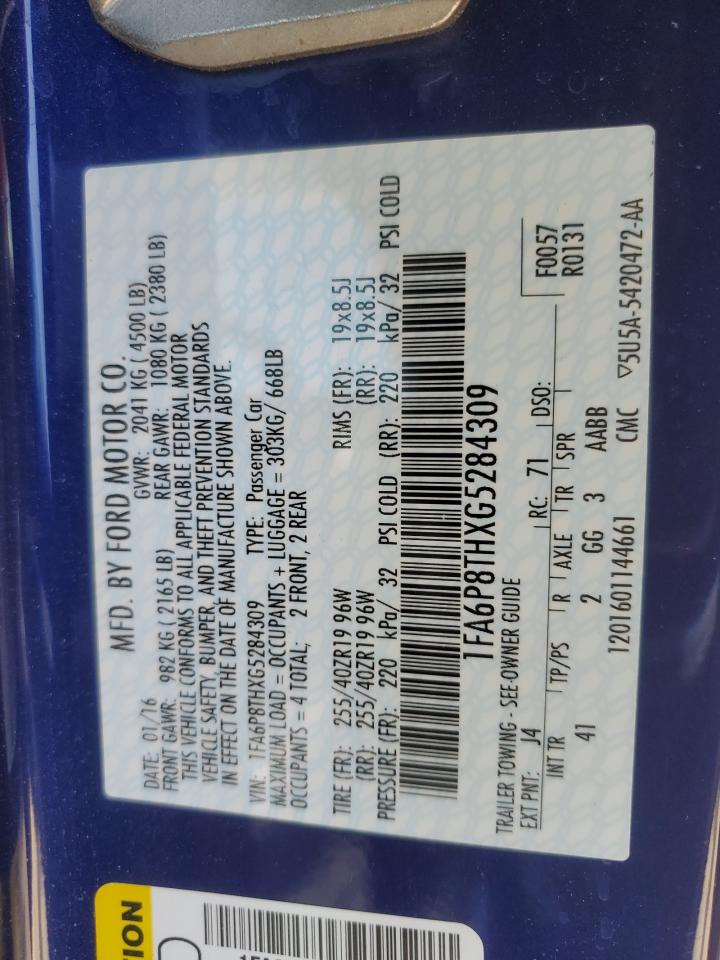 MFD. BY FORD MOTOR CO.
DATE: 01/16 GVWR: 2041 KG ( 4500 LB)
FRONT GAWR: 982 KG ( 2165 LB) REAR GAWR: 1080 KG ( 2380 LB)
THIS VEHICLE CONFORMS TO ALL APPLICABLE FEDERAL MOTOR
VEHICLE SAFETY, BUMPER, AND THEFT PREVENTION STANDARDS
IN EFFECT ON THE DATE OF MANUFACTURE SHOWN ABOVE.
VIN: 1FA6P8THXG5284309 TYPE: Passenger Car
MAXIMUM LOAD = OCCUPANTS + LUGGAGE = 303KG/ 668LB
OCCUPANTS = 4 TOTAL; 2 FRONT, 2 REAR
TIRE (FR): 255/40ZR19 96W RIMS (FR): 19x8.5J
(RR): 255/40ZR19 96W (RR): 19x8.5J
PRESSURE (FR): 220 kPa/ 32 PSI COLD (RR): 220 kPa/ 32 PSI COLD
1FA6P8THXG5284309
TRAILER TOWING - SEE OWNER GUIDE
F0057
EXT PNT: J4 RC: 71 DSO: R0131
INT TR TP/PS R AXLE TR SPR
41 2 GG 3 AABB
1201601144661 CMC ▽5U5A-5420472-AA